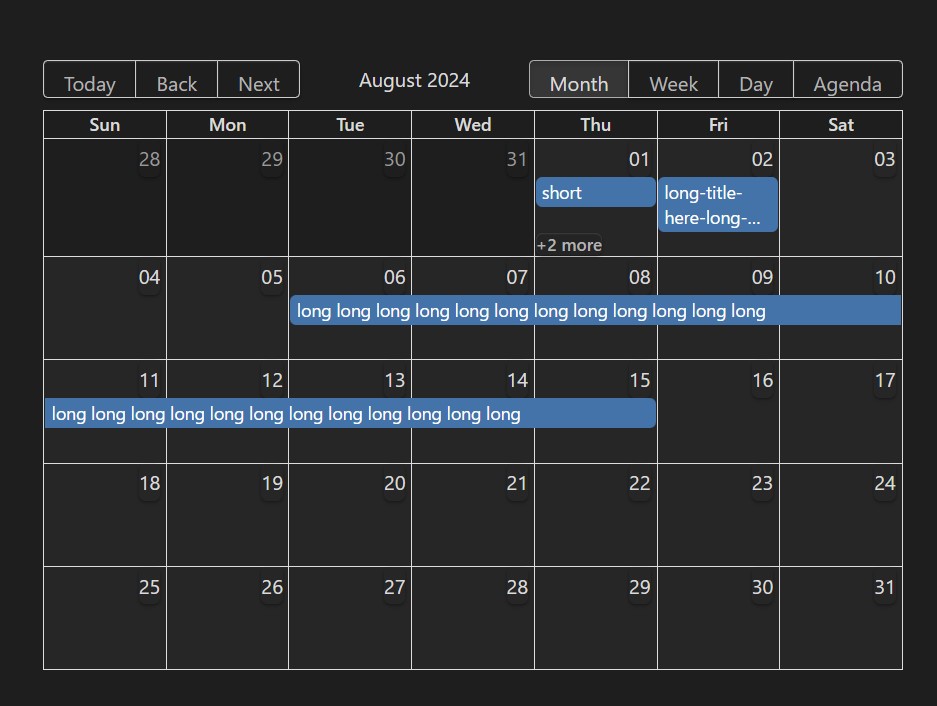 Today Back Next August 2024 Month Week Day Agenda
Sun Mon Tue Wed Thu Fri Sat
28 29 30 31 01 02 03
short long-title-
here-long-...
+2 more
04 05 06 07 08 09 10
long long long long long long long long long long long long
11 12 13 14 15 16 17
long long long long long long long long long long long long
18 19 20 21 22 23 24
25 26 27 28 29 30 31